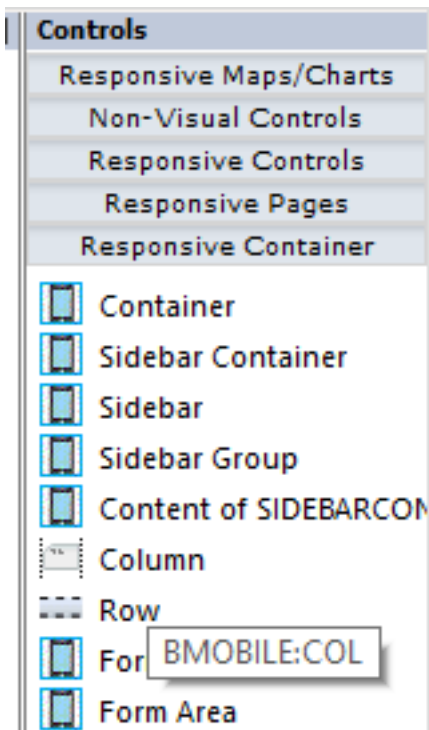 Controls
Responsive Maps/Charts
Non-Visual Controls
Responsive Controls
Responsive Pages
Responsive Container
Container
Sidebar Container
Sidebar
Sidebar Group
Content of SIDEBARCON
Column
Row
BMOBILE:COL
For
Form Area